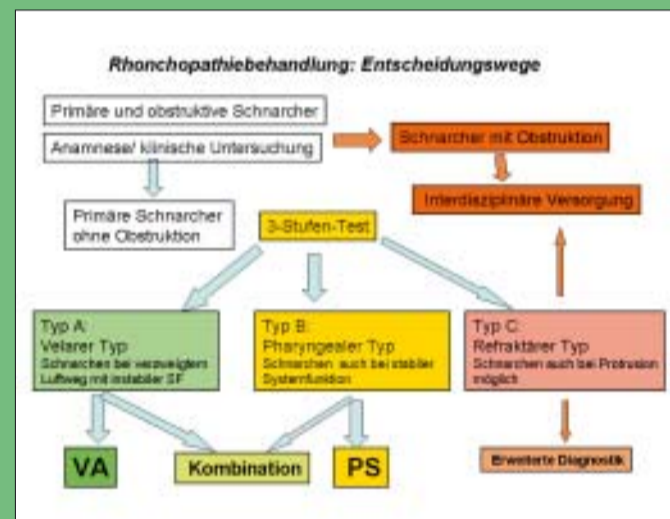 Rhonchopathiebehandlung: Entscheidungswege
Primäre und obstruktive Schnarcher
Anamnese/ klinische Untersuchung
Schnarcher mit Obstruktion
Interdisziplinäre Versorgung
Primäre Schnarcher
ohne Obstruktion
3-Stufen-Test
Typ A:
Velarer Typ
Schnarchen bei verzweigtem
Luftweg mit instabiler SF
Typ B:
Pharyngealer Typ
Schnarchen auch bei stabiler
Systemfunktion
Typ C:
Refraktärer Typ
Schnarchen auch bei Protrusion
möglich
VA
Kombination
PS
Erweiterte Diagnostik